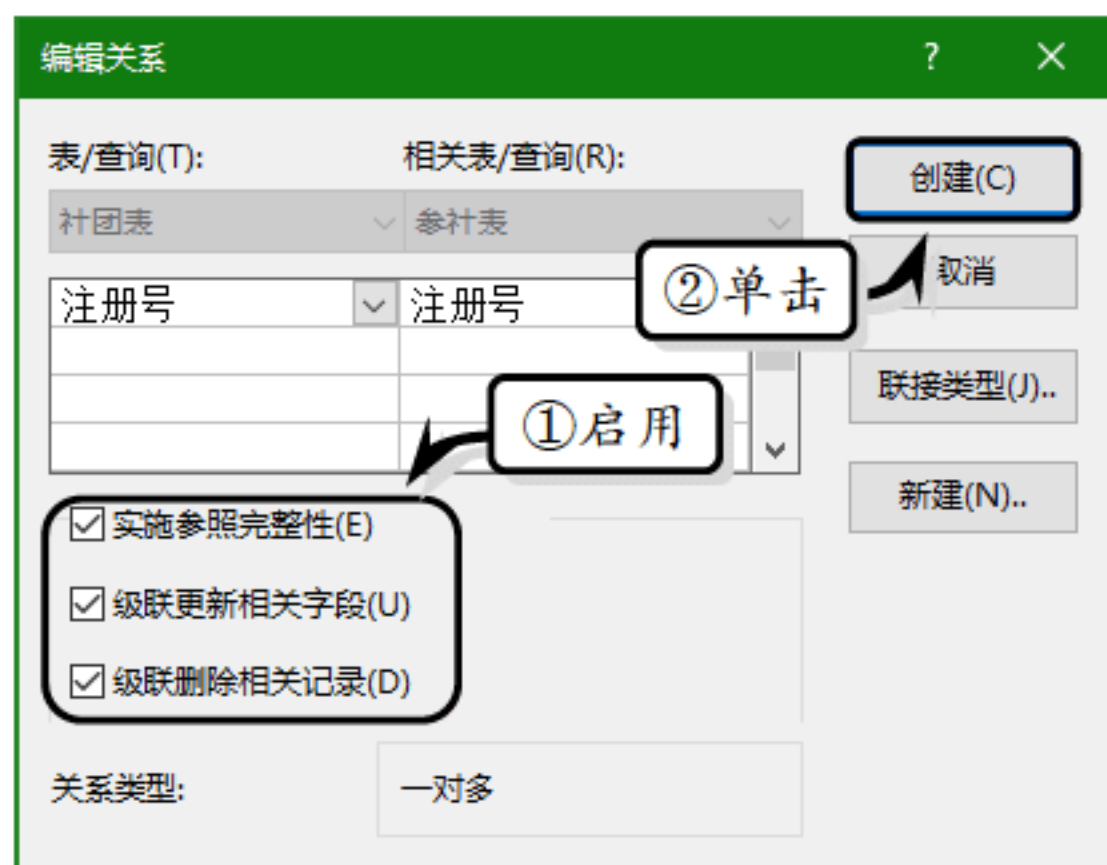 编辑关系 ? ×
表/查询(T): 相关表/查询(R):
创建(C)
社团表 参社表
②单击
取消
注册号 注册号
联接类型(J)..
①启用
新建(N)..
实施参照完整性(E)
级联更新相关字段(U)
级联删除相关记录(D)
关系类型: 一对多